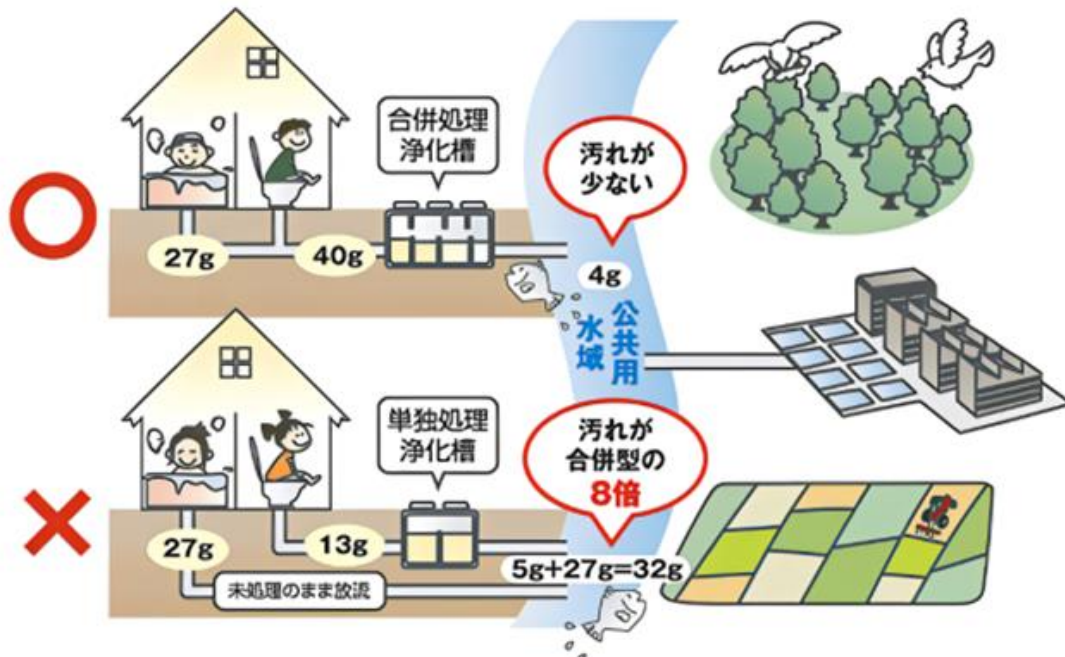 合併処理
浄化槽
汚れが
少ない
27g
40g
4g
公共用
水域
単独処理
浄化槽
汚れが
合併型の
8倍
27g
13g
5g+27g=32g
未処理のまま放流